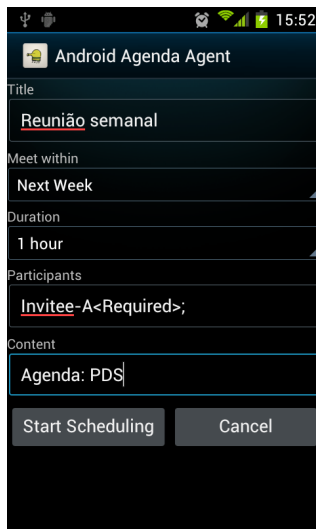 15:52
Android Agenda Agent
Title
Reunião semanal
Meet within
Next Week
Duration
1 hour
Participants
Invitee-A<Required>;
Content
Agenda: PDS
Start Scheduling Cancel